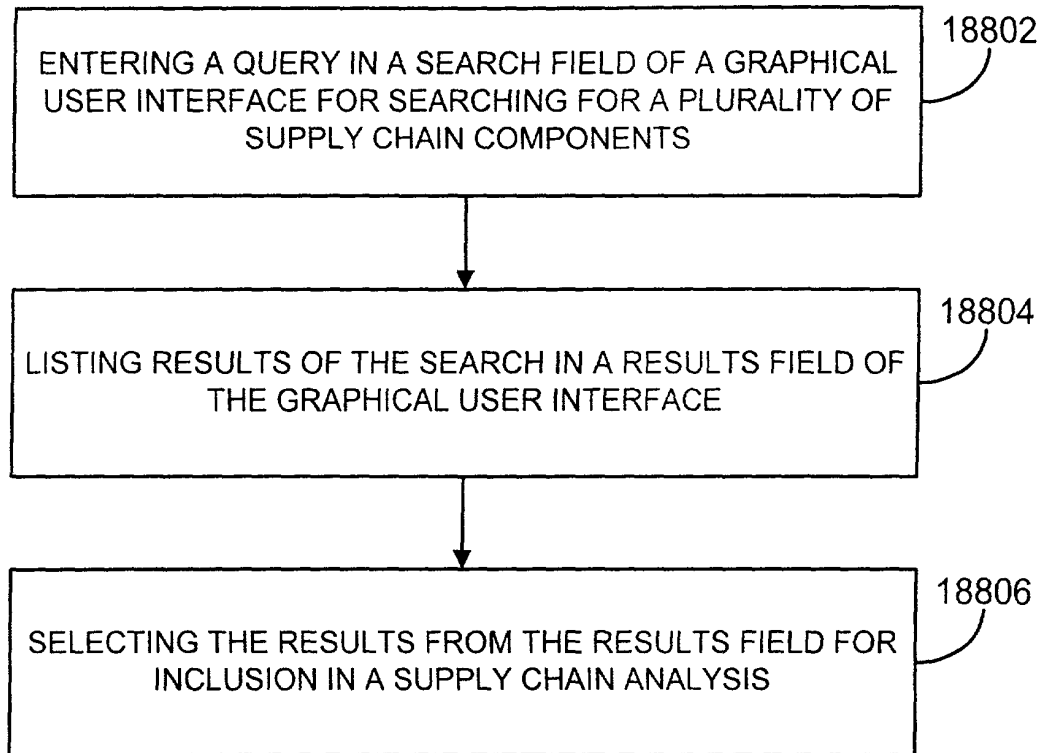 18802
ENTERING A QUERY IN A SEARCH FIELD OF A GRAPHICAL
USER INTERFACE FOR SEARCHING FOR A PLURALITY OF
SUPPLY CHAIN COMPONENTS
18804
LISTING RESULTS OF THE SEARCH IN A RESULTS FIELD OF
THE GRAPHICAL USER INTERFACE
18806
SELECTING THE RESULTS FROM THE RESULTS FIELD FOR
INCLUSION IN A SUPPLY CHAIN ANALYSIS